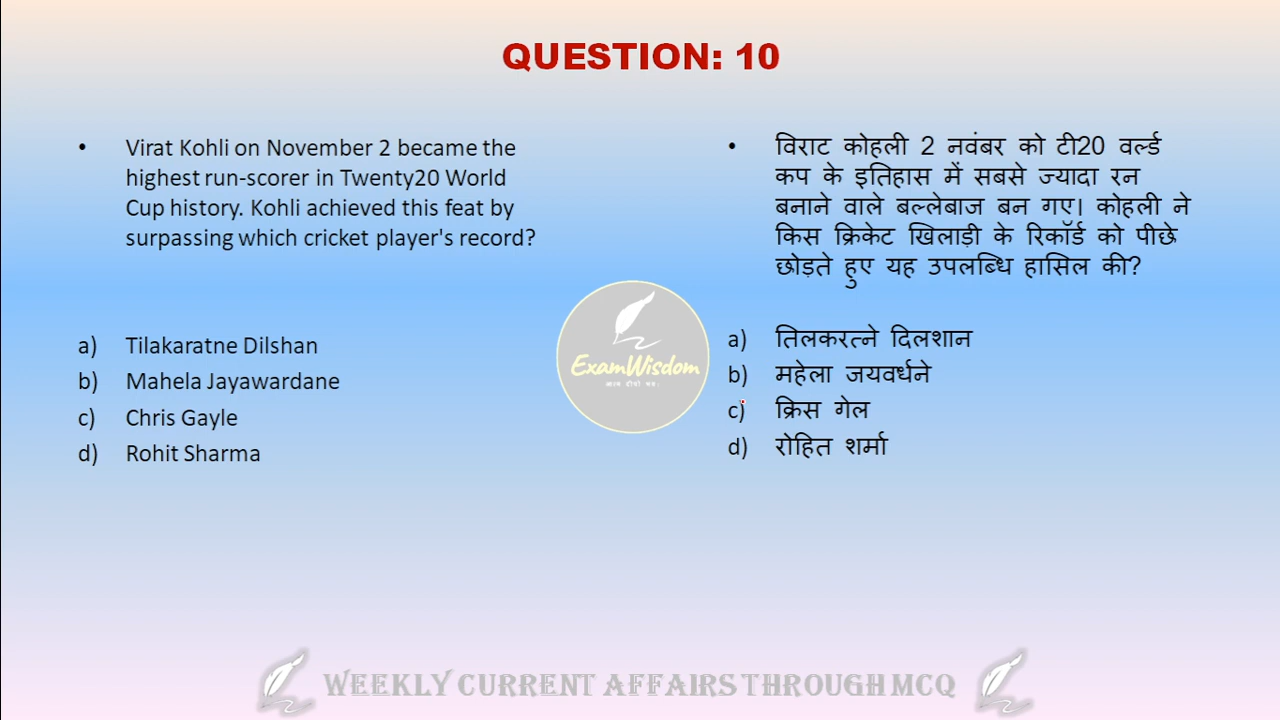 QUESTION: 10
• Virat Kohli on November 2 became the
highest run-scorer in Twenty20 World
Cup history. Kohli achieved this feat by
surpassing which cricket player's record?
a) Tilakaratne Dilshan
b) Mahela Jayawardane
c) Chris Gayle
d) Rohit Sharma
• विराट कोहली 2 नवंबर को टी20 वर्ल्ड
कप के इतिहास में सबसे ज्यादा रन
बनाने वाले बल्लेबाज बन गए। कोहली ने
किस क्रिकेट खिलाड़ी के रिकॉर्ड को पीछे
छोड़ते हुए यह उपलब्धि हासिल की?
a) तिलकरत्ने दिलशान
b) महेला जयवर्धने
c) क्रिस गेल
d) रोहित शर्मा
ExamWisdom
WEEKLY CURRENT AFFAIRS THROUGH MCQ